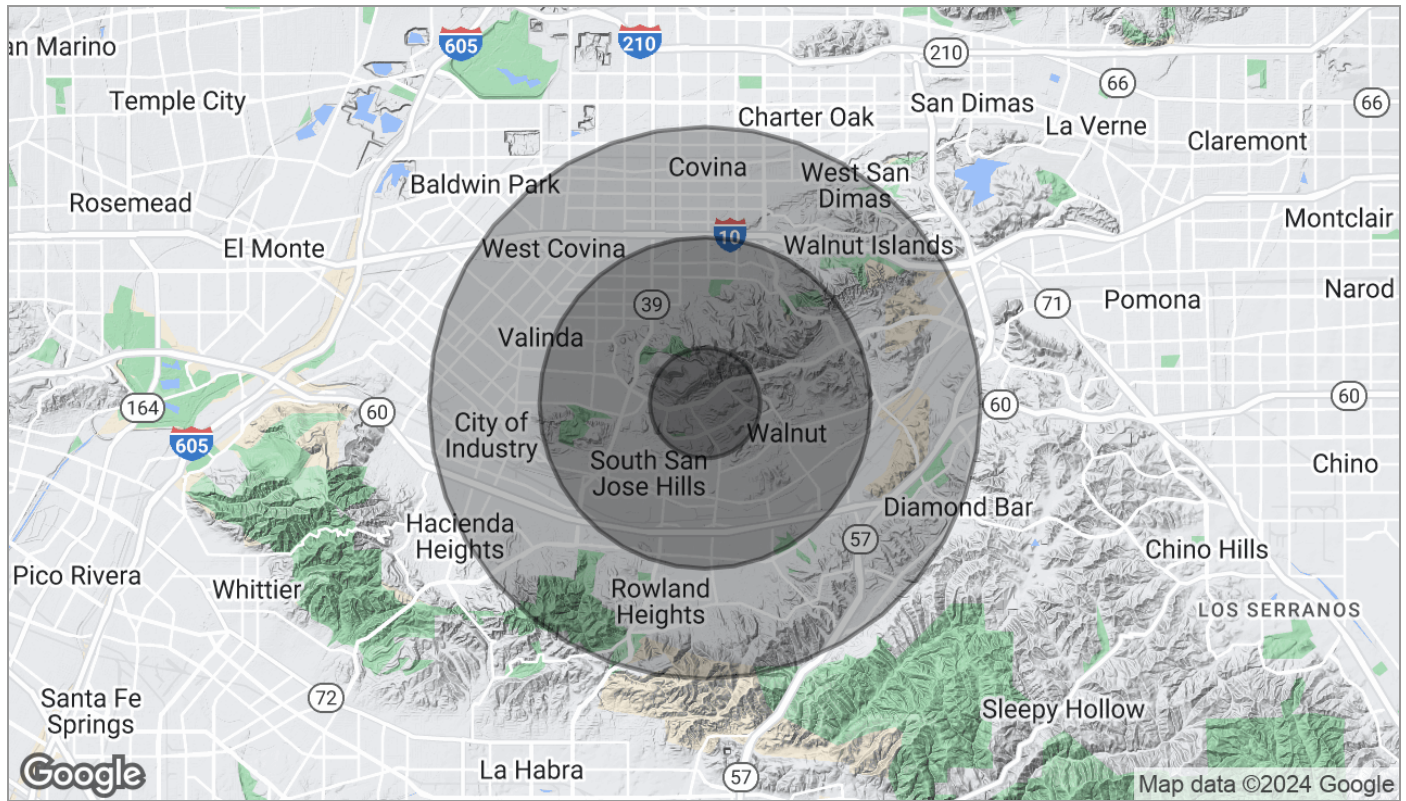 an Marino
605
210
210
Temple City
66
66
San Dimas
Charter Oak
La Verne
Claremont
Covina
West San
Dimas
Baldwin Park
Rosemead
Montclair
10
El Monte
West Covina
Walnut Islands
Narod
39
71
Pomona
Valinda
60
164
60
60
City of
Industry
Walnut
605
South San
Jose Hills
Chino
Diamond Bar
Hacienda
Heights
57
Chino Hills
Pico Rivera
Whittier
Rowland
Heights
LOS SERRANOS
72
Santa Fe
Springs
Sleepy Hollow
La Habra
57
Google
Map data ©2024 Google